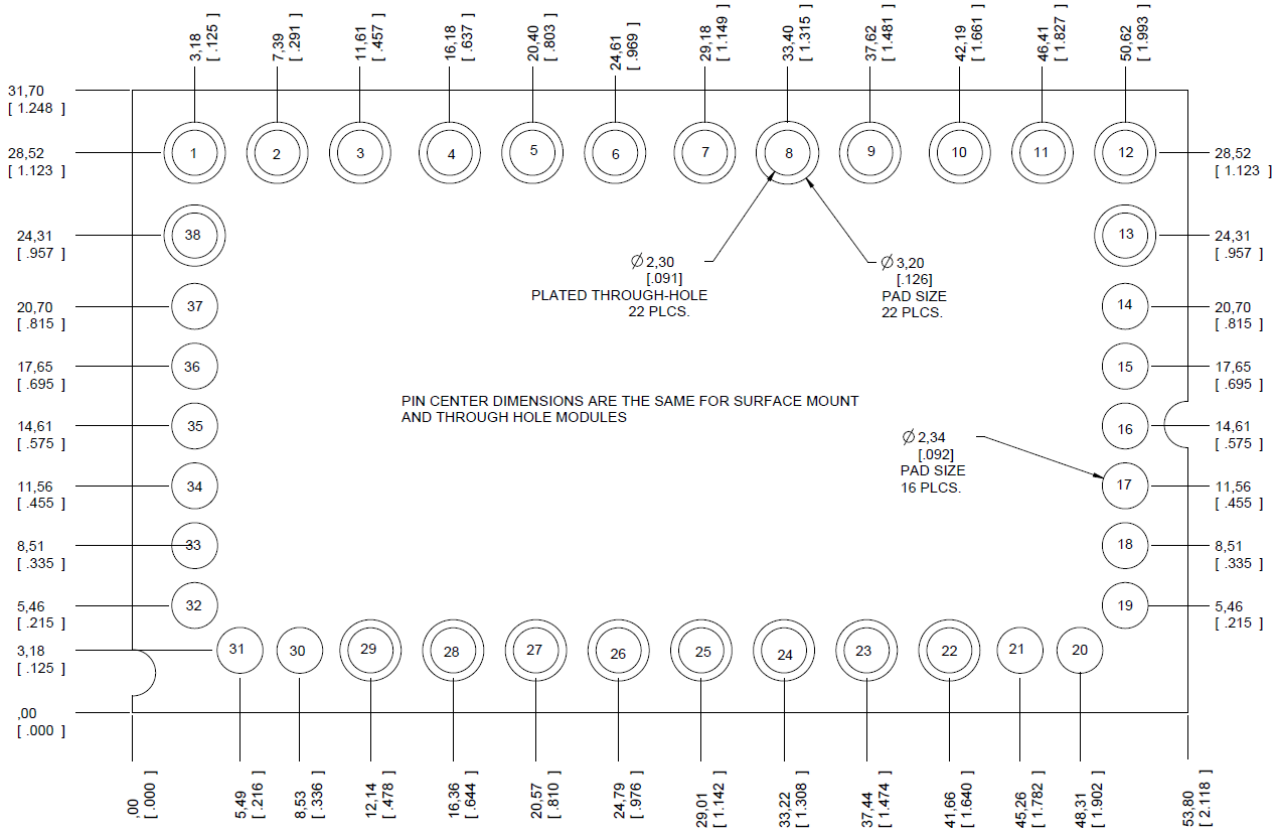 3,18
[ .125 ]
7,39
[ .291 ]
11,61
[ .457 ]
16,18
[ .637 ]
20,40
[ .803 ]
24,61
[ .969 ]
29,18
[ 1.149 ]
33,40
[ 1.315 ]
37,62
[ 1.481 ]
42,19
[ 1.661 ]
46,41
[ 1.827 ]
50,62
[ 1.993 ]
31,70
[ 1.248 ]
28,52
[ 1.123 ]
1
2
3
4
5
6
7
8
9
10
11
12
28,52
[ 1.123 ]
24,31
[ .957 ]
38
13
24,31
[ .957 ]
Ø 2,30
[.091]
PLATED THROUGH-HOLE
22 PLCS.
Ø 3,20
[.126]
PAD SIZE
22 PLCS.
20,70
[ .815 ]
37
14
20,70
[ .815 ]
17,65
[ .695 ]
36
15
17,65
[ .695 ]
PIN CENTER DIMENSIONS ARE THE SAME FOR SURFACE MOUNT
AND THROUGH HOLE MODULES
14,61
[ .575 ]
35
16
14,61
[ .575 ]
Ø 2,34
[.092]
PAD SIZE
16 PLCS.
11,56
[ .455 ]
34
17
11,56
[ .455 ]
8,51
[ .335 ]
33
18
8,51
[ .335 ]
5,46
[ .215 ]
32
19
5,46
[ .215 ]
3,18
[ .125 ]
31
30
29
28
27
26
25
24
23
22
21
20
,00
[ .000 ]
,00
[ .000 ]
5,49
[ .216 ]
8,53
[ .336 ]
12,14
[ .478 ]
16,36
[ .644 ]
20,57
[ .810 ]
24,79
[ .976 ]
29,01
[ 1.142 ]
33,22
[ 1.308 ]
37,44
[ 1.474 ]
41,66
[ 1.640 ]
45,26
[ 1.782 ]
48,31
[ 1.902 ]
53,80
[ 2.118 ]